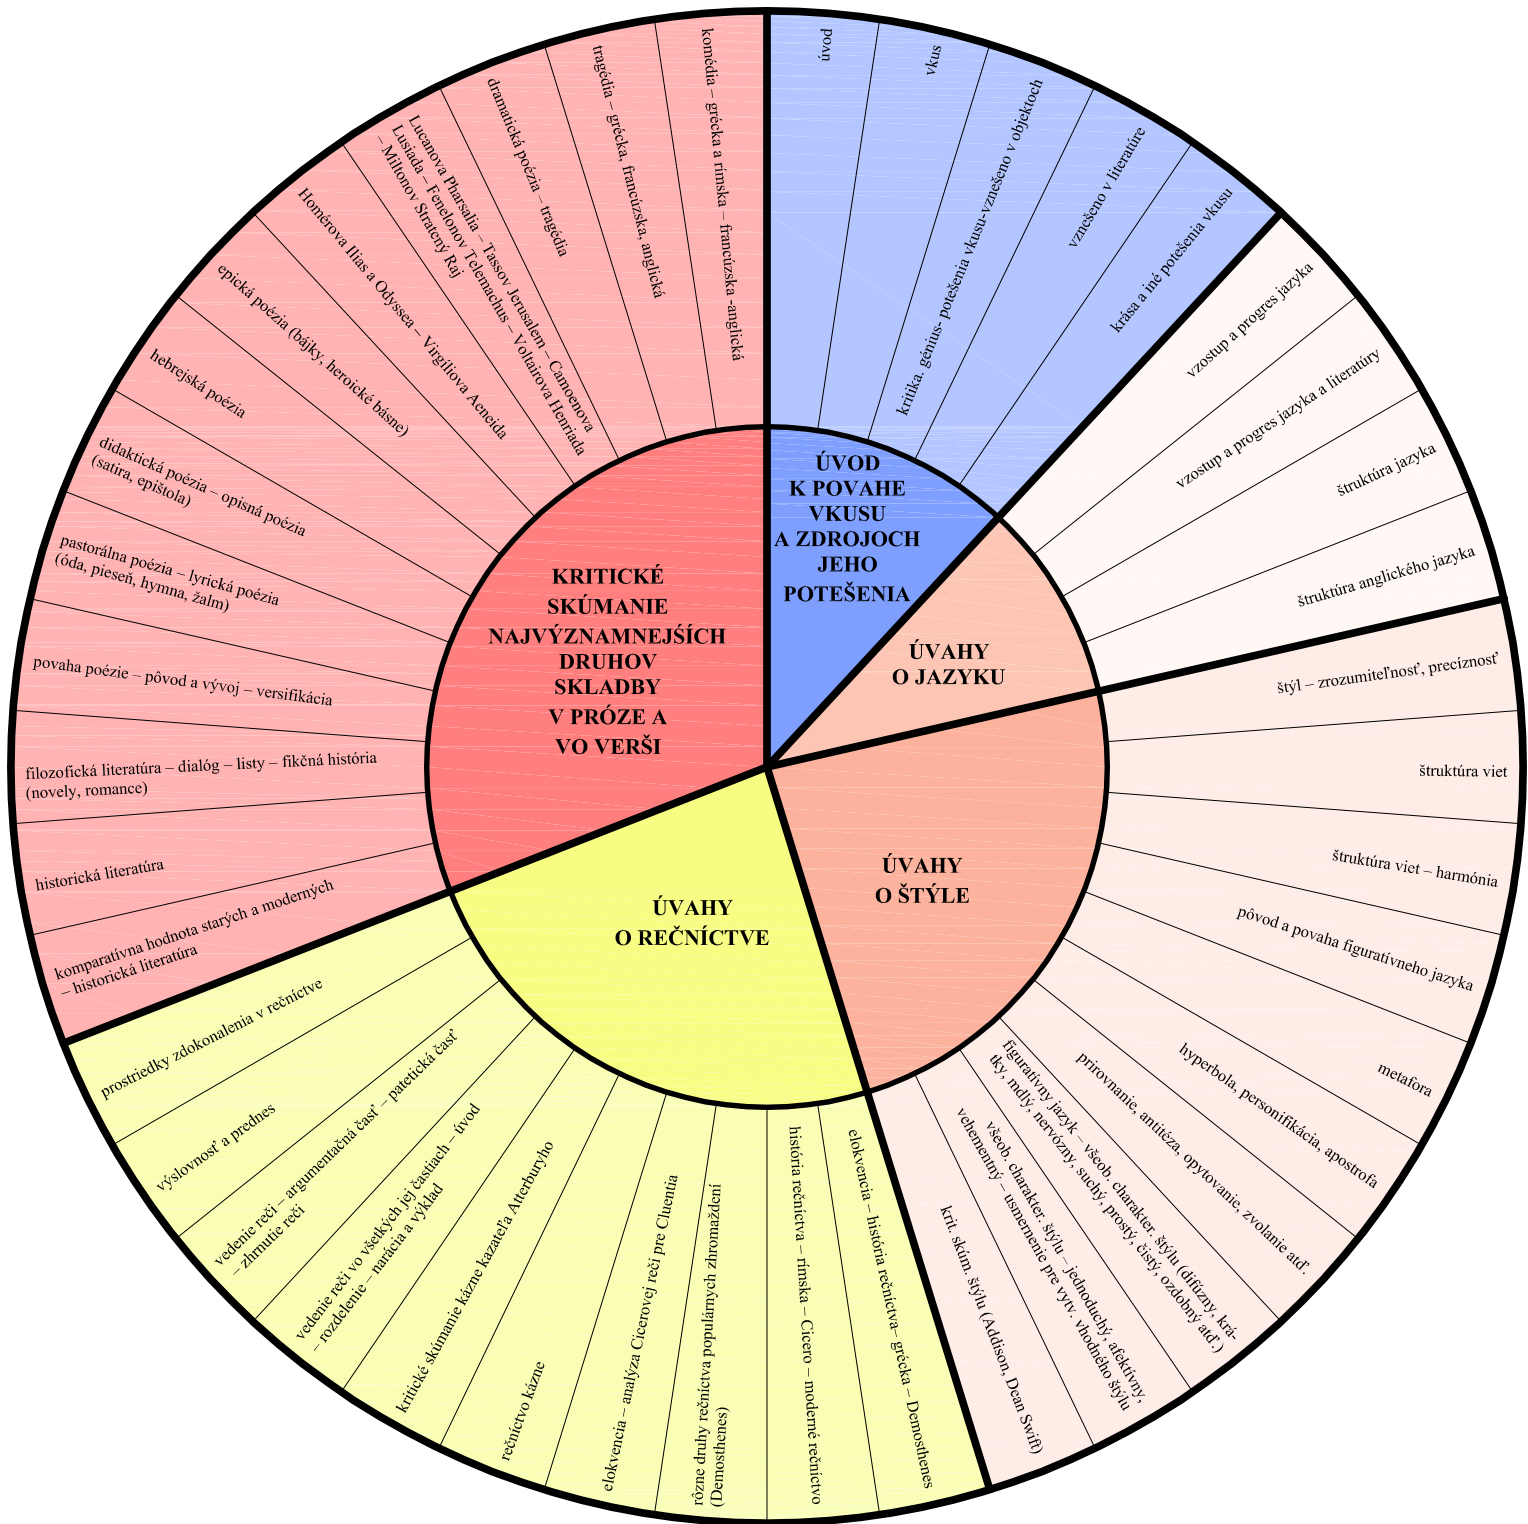 ÚVOD
K POVAHE
VKUSU
A ZDROJOCH
JEHO
POTEŠENIA
úvod
vkus
kritika. génius- potešenia vkusu-vznešeno v objektoch
vznešeno v literatúre
krása a iné potešenia vkusu
ÚVAHY
O JAZYKU
vzostup a progres jazyka
vzostup a progres jazyka a literatúry
štruktúra jazyka
štruktúra anglického jazyka
ÚVAHY
O ŠTÝLE
štýl – zrozumiteľnosť, precíznosť
štruktúra viet
štruktúra viet – harmónia
pôvod a povaha figuratívneho jazyka
metafora
hyperbola, personifikácia, apostrofa
prirovnanie, antitéza, opytovanie, zvolanie atď.
figuratívny jazyk – všeob. charakter. štýlu (difúzny, krá-
tky, mdlý, nervózny, suchý, prostý, čistý, ozdobný atď.)
všeob. charakter. štýlu – jednoduchý, afektívny,
vehementný – usmernenie pre vytv. vhodného štýlu
krit. skúm. štýlu (Addison, Dean Swift)
ÚVAHY
O REČNÍCTVE
elokvencia – história rečníctva– grécka – Demosthenes
história rečníctva – rímska – Cicero – moderné rečníctvo
rôzne druhy rečníctva populárnych zhromaždení
(Demosthenes)
elokvencia – analýza Cicerovej reči pre Cluentia
rečníctvo kázne
kritické skúmanie kázne kazateľa Atterburyho
vedenie reči vo všetkých jej častiach – úvod
– rozdelenie – narácia a výklad
vedenie reči – argumentačná časť – patetická časť
– zhrnutie reči
výslovnosť a prednes
prostriedky zdokonalenia v rečníctve
KRITICKÉ
SKÚMANIE
NAJVÝZNAMNEJŠÍCH
DRUHOV
SKLADBY
V PRÓZE A
VO VERŠI
komparatívna hodnota starých a moderných
– historická literatúra
historická literatúra
filozofická literatúra – dialóg – listy – fikčná história
(novely, romance)
povaha poézie – pôvod a vývoj – versifikácia
pastorálna poézia – lyrická poézia
(óda, pieseň, hymna, žalm)
didaktická poézia – opisná poézia
(satira, epištola)
hebrejská poézia
epická poézia (bájky, heroické básne)
Homérova Ilias a Odyssea – Virgíliova Aeneida
Lucanova Pharsalia – Tassov Jerusalem – Camoenova
Lusiada – Fenelonov Telemachus – Voltairova Henriada
– Miltonov Stratený Raj
dramatická poézia – tragédia
tragédia – grécka, francúzska, anglická
komédia – grécka a rímska – francúzska -anglická